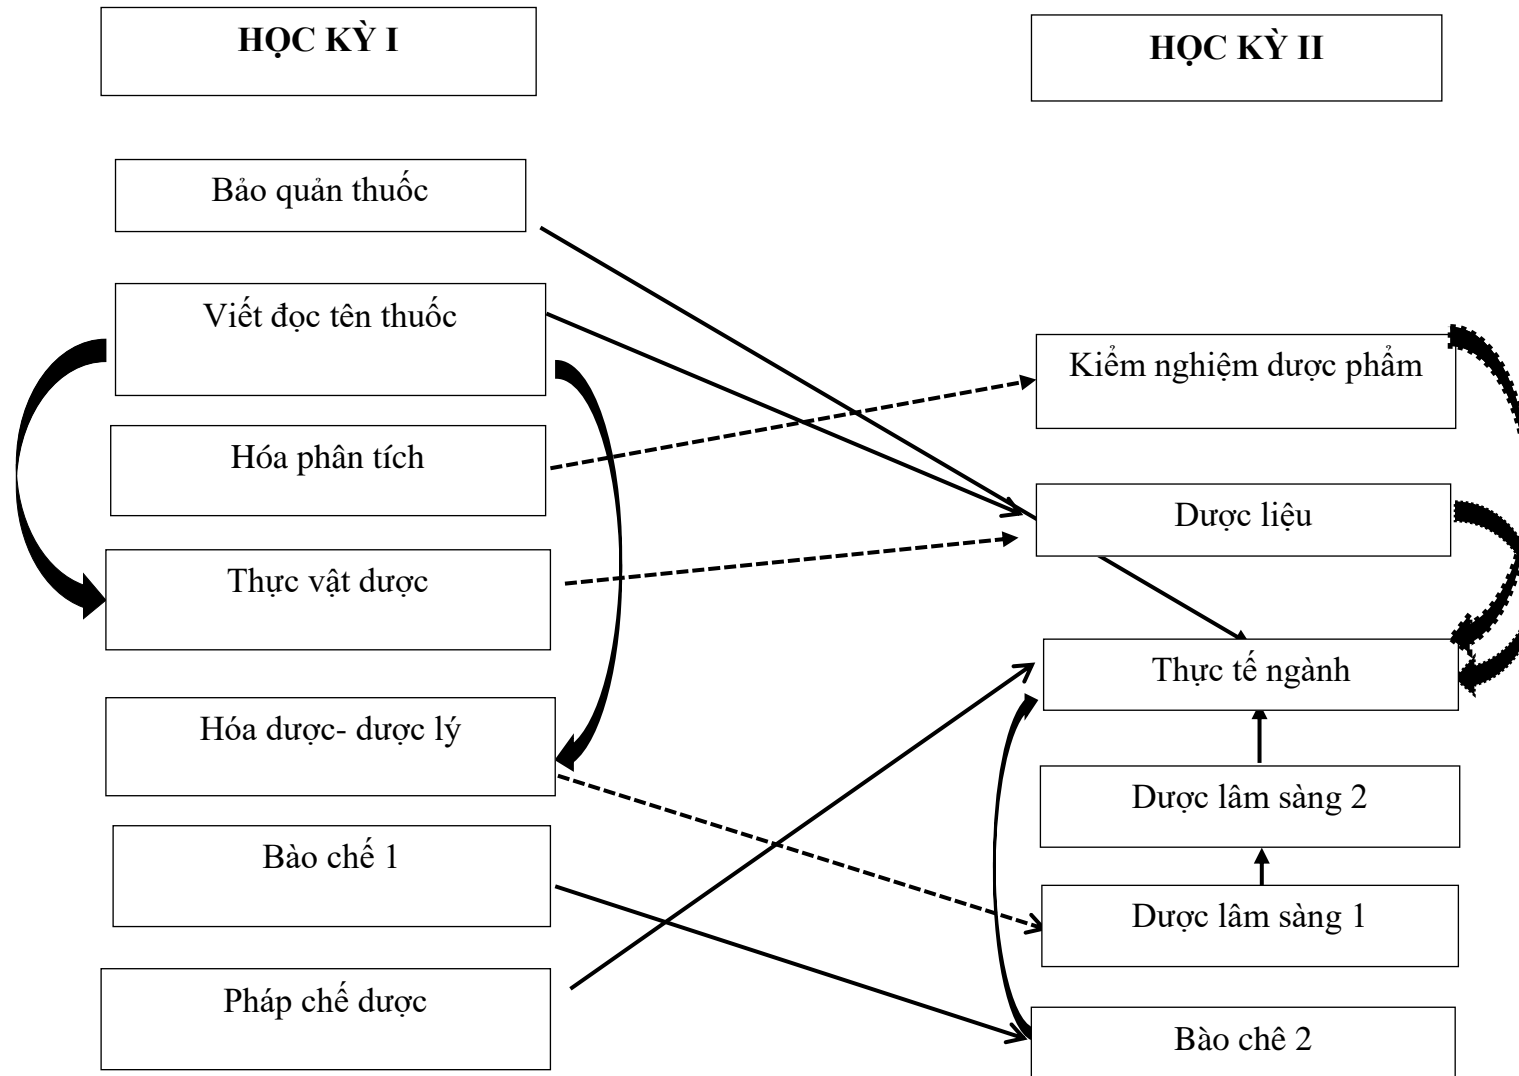 HỌC KỲ I
HỌC KỲ II
Bảo quản thuốc
Viết đọc tên thuốc
Kiểm nghiệm dược phẩm
Hóa phân tích
Dược liệu
Thực vật dược
Thực tế ngành
Hóa dược- dược lý
Dược lâm sàng 2
Bào chế 1
Dược lâm sàng 1
Pháp chế dược
Bào chê 2